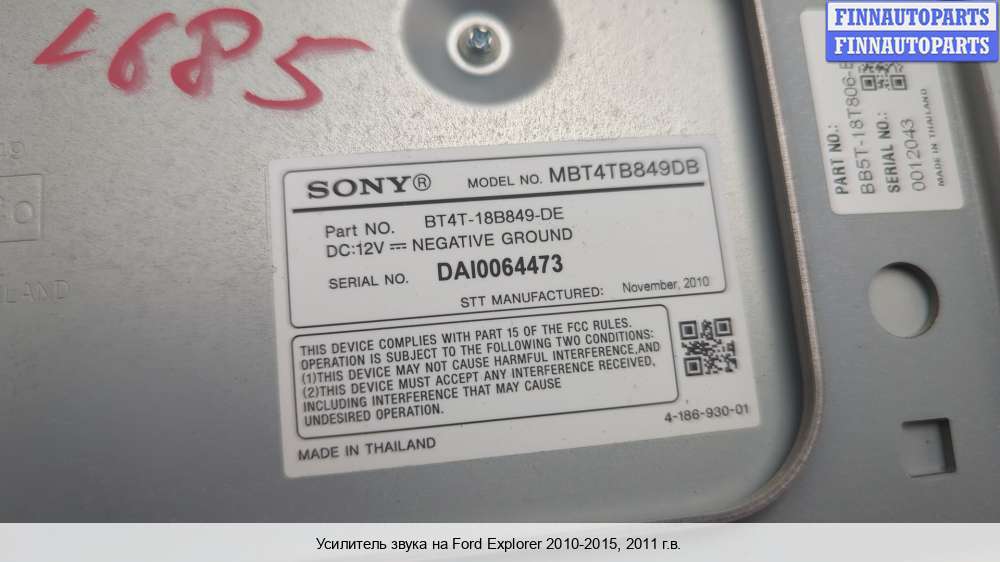 FINNAUTOPARTS
FINNAUTOPARTS
L685
SONY®
MODEL NO. MBT4TB849DB
Part NO. BT4T-18B849-DE
DC:12V NEGATIVE GROUND
SERIAL NO. DAI0064473
STT MANUFACTURED: November, 2010
THIS DEVICE COMPLIES WITH PART 15 OF THE FCC RULES.
OPERATION IS SUBJECT TO THE FOLLOWING TWO CONDITIONS:
(1)THIS DEVICE MAY NOT CAUSE HARMFUL INTERFERENCE,AND
(2)THIS DEVICE MUST ACCEPT ANY INTERFERENCE RECEIVED,
INCLUDING INTERFERENCE THAT MAY CAUSE
UNDESIRED OPERATION.
4-186-930-01
MADE IN THAILAND
PART NO.:
BB5T-18T806-
SERIAL NO.:
0012043
MADE IN THAILAND
Усилитель звука на Ford Explorer 2010-2015, 2011 г.в.